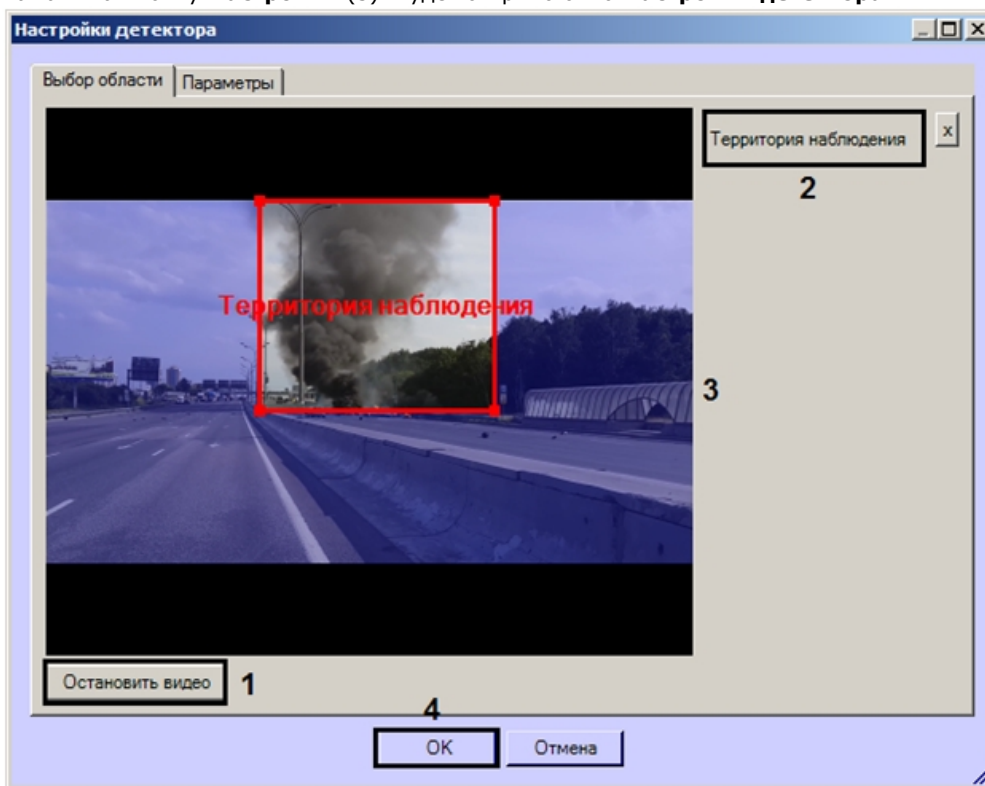 Настройки детектора
Выбор области
Параметры
Территория наблюдения
x
2
Территория наблюдения
3
Остановить видео
1
4
OK
Отмена